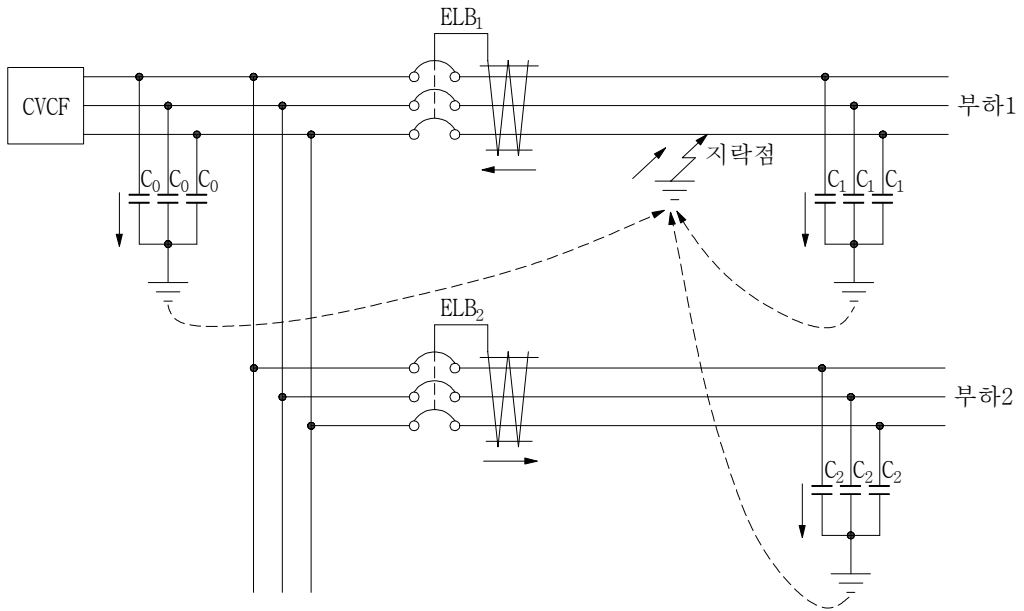 ELB₁
CVCF
부하1
지락점
C₀ C₀ C₀
C₁ C₁ C₁
ELB₂
부하2
C₂ C₂ C₂